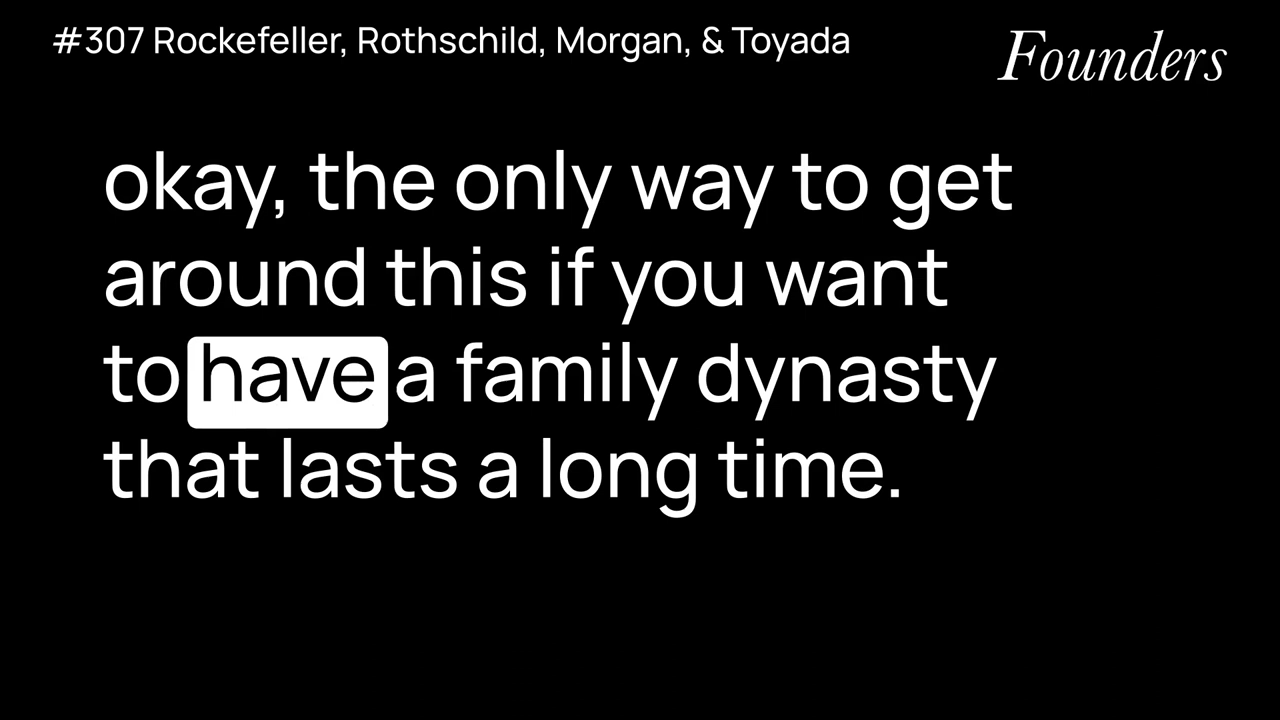 #307 Rockefeller, Rothschild, Morgan, & Toyada
Founders
okay, the only way to get
around this if you want
to have a family dynasty
that lasts a long time.